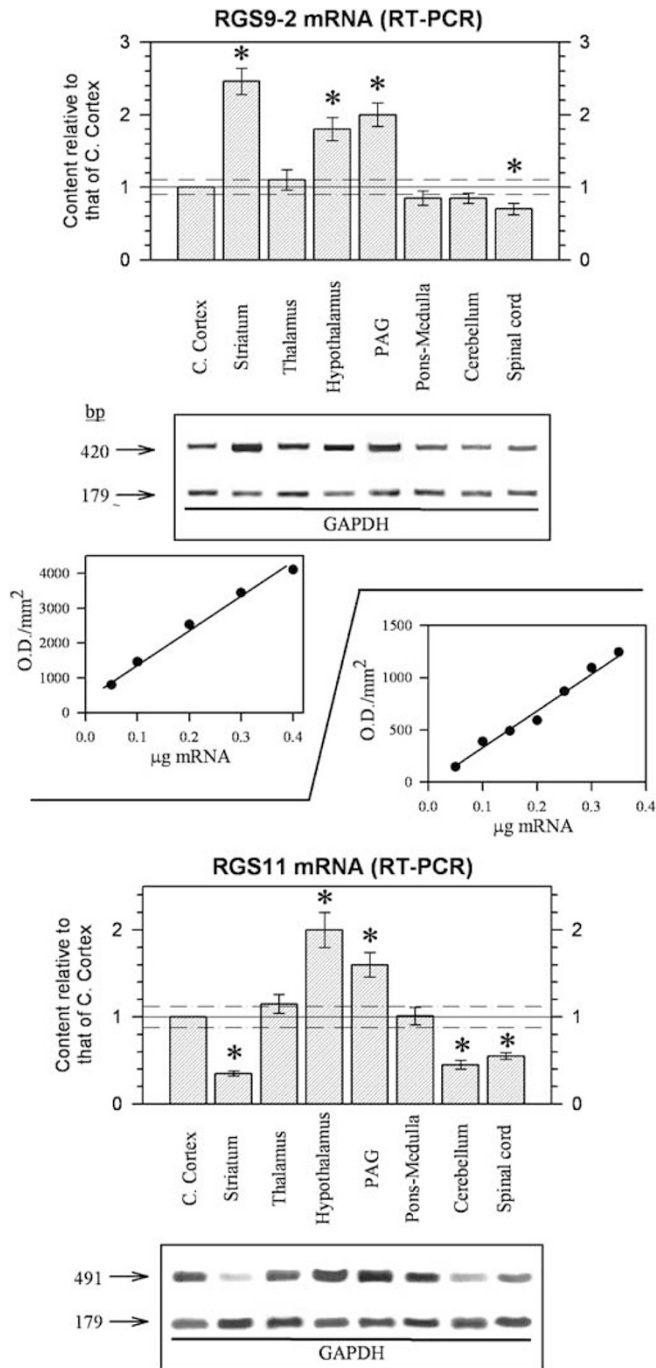 RGS9-2 mRNA (RT-PCR)
Content relative to
that of C. Cortex
3
2
1
0
3
2
1
0
*
*
*
*
C. Cortex
Striatum
Thalamus
Hypothalamus
PAG
Pons-Medulla
Cerebellum
Spinal cord
bp
420
179
GAPDH
O.D./mm2
4000
3000
2000
1000
0
0.0 0.1 0.2 0.3 0.4
μg mRNA
O.D./mm2
1500
1000
500
0
0.0 0.1 0.2 0.3 0.4
μg mRNA
RGS11 mRNA (RT-PCR)
Content relative to
that of C. Cortex
2
1
0
2
1
0
*
*
*
*
*
C. Cortex
Striatum
Thalamus
Hypothalamus
PAG
Pons-Medulla
Cerebellum
Spinal cord
491
179
GAPDH